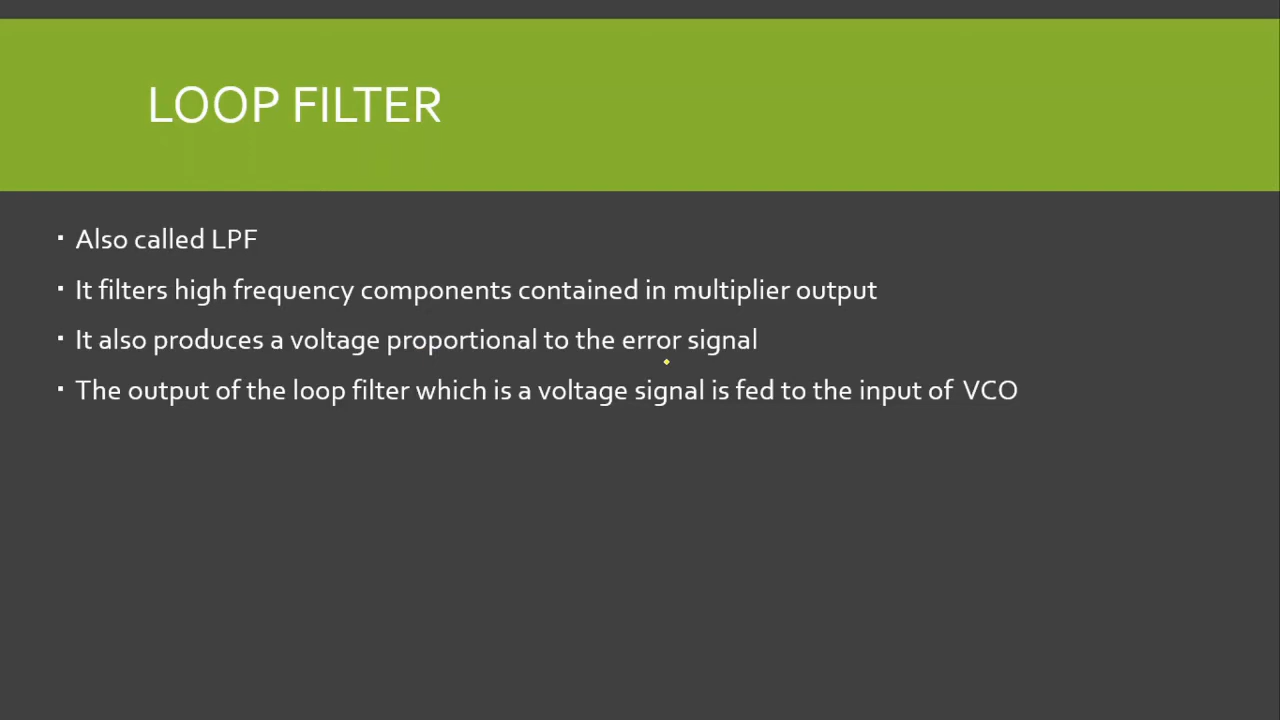 LOOP FILTER
▪ Also called LPF
▪ It filters high frequency components contained in multiplier output
▪ It also produces a voltage proportional to the error signal
▪ The output of the loop filter which is a voltage signal is fed to the input of VCO